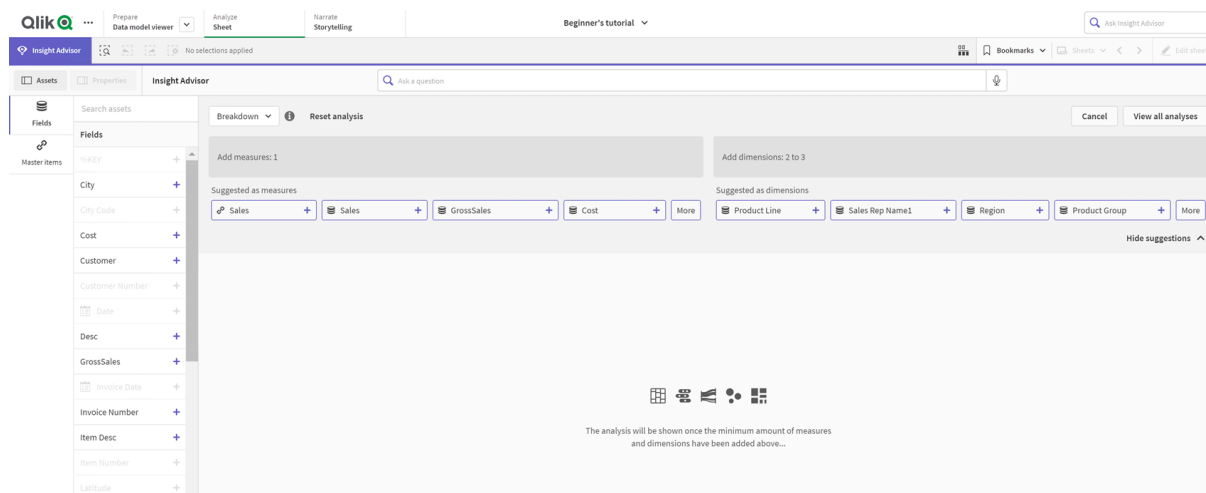 Qlik
Prepare
Data model viewer
Analyze
Sheet
Narrate
Storytelling
Beginner's tutorial
Ask Insight Advisor
Insight Advisor
No selections applied
Bookmarks
Sheets
Edit sheet
Assets
Properties
Insight Advisor
Ask a question
Fields
Master items
Search assets
Fields
%KEY
City
City Code
Cost
Customer
Customer Number
Date
Desc
GrossSales
Invoice Date
Invoice Number
Item Desc
Item Number
Latitude
Breakdown
Reset analysis
Cancel
View all analyses
Add measures: 1
Add dimensions: 2 to 3
Suggested as measures
Sales
Sales
GrossSales
Cost
More
Suggested as dimensions
Product Line
Sales Rep Name1
Region
Product Group
More
Hide suggestions
The analysis will be shown once the minimum amount of measures
and dimensions have been added above...